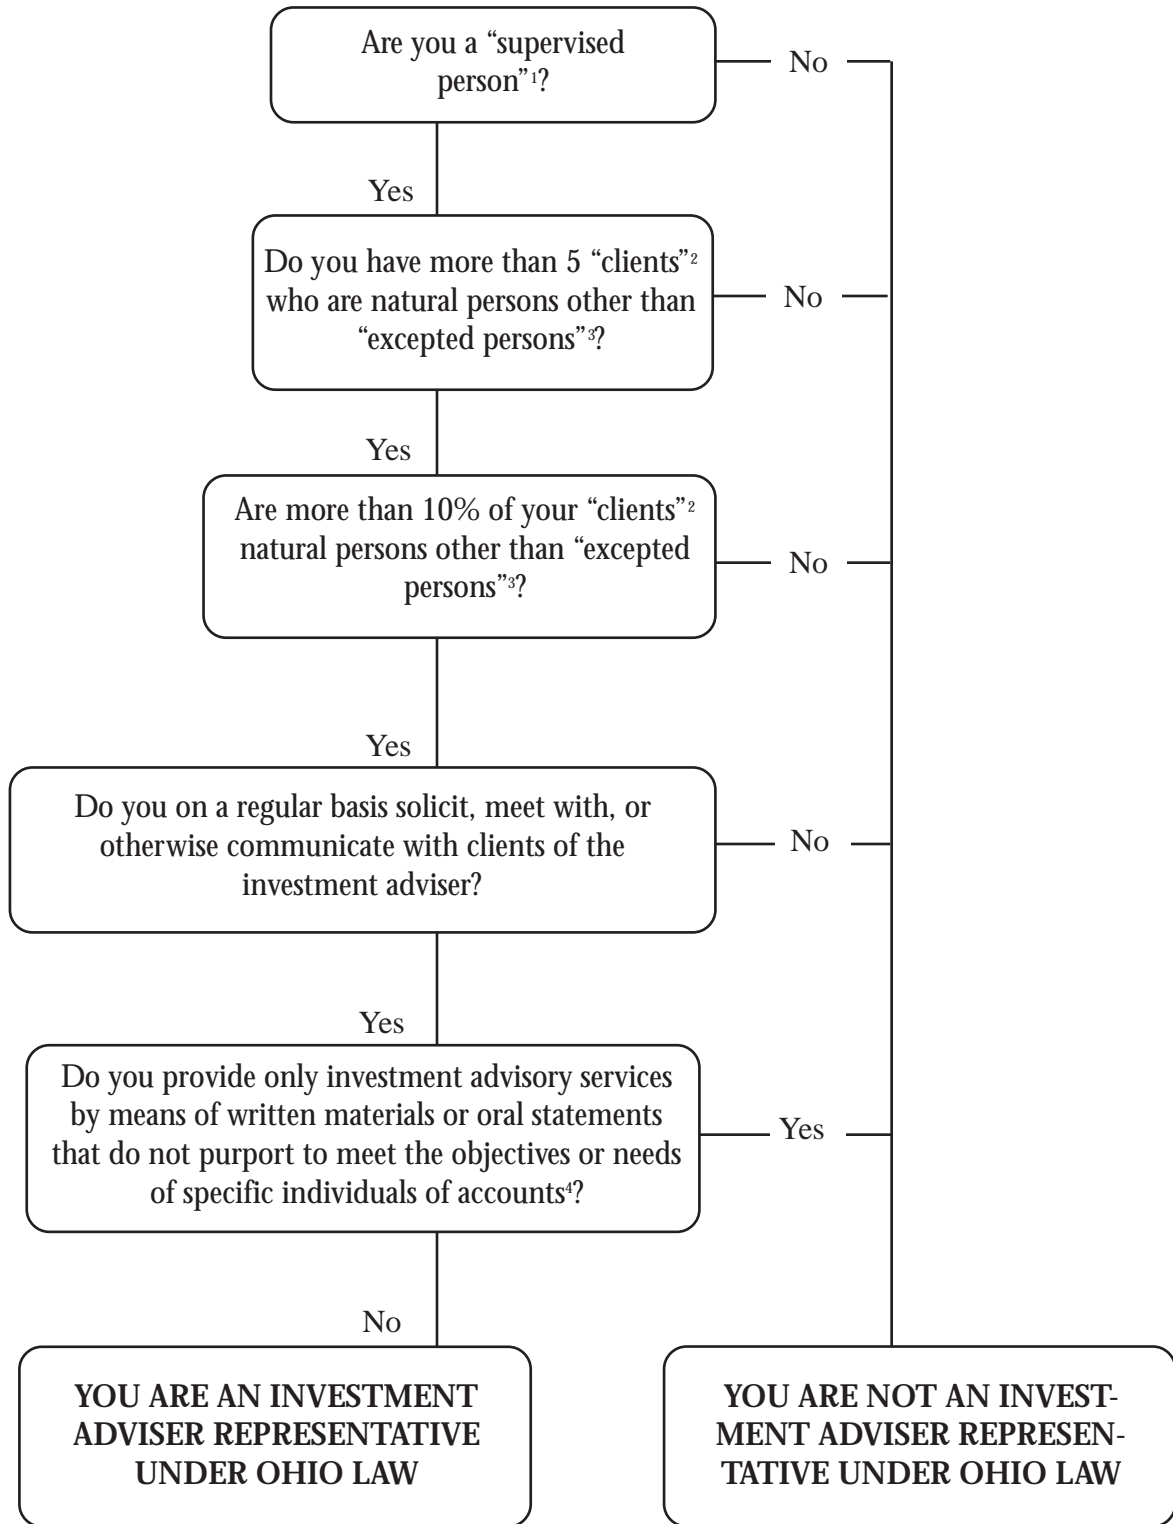 Are you a “supervised
person”¹?
No
Yes
Do you have more than 5 “clients”²
who are natural persons other than
“excepted persons”³?
No
Yes
Are more than 10% of your “clients”²
natural persons other than “excepted
persons”³?
No
Yes
Do you on a regular basis solicit, meet with, or
otherwise communicate with clients of the
investment adviser?
No
Yes
Do you provide only investment advisory services
by means of written materials or oral statements
that do not purport to meet the objectives or needs
of specific individuals of accounts⁴?
Yes
No
YOU ARE AN INVESTMENT
ADVISER REPRESENTATIVE
UNDER OHIO LAW
YOU ARE NOT AN INVEST-
MENT ADVISER REPRESEN-
TATIVE UNDER OHIO LAW